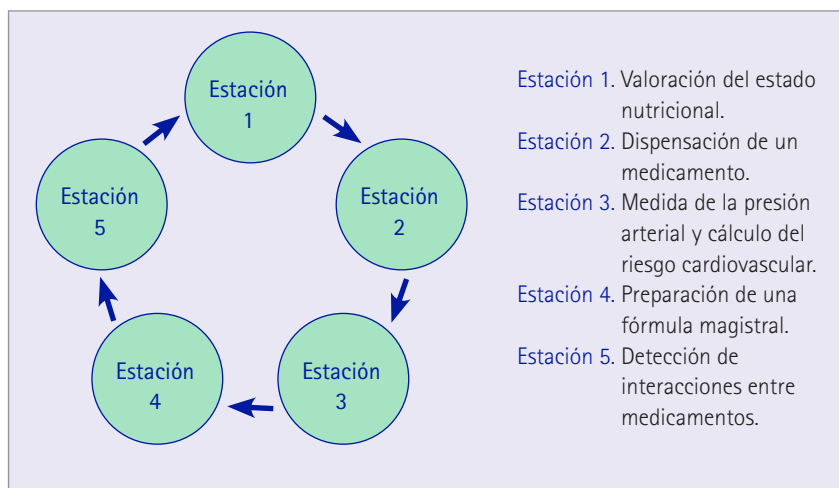 Estación
1
Estación
2
Estación
3
Estación
4
Estación
5
Estación 1. Valoración del estado
nutricional.
Estación 2. Dispensación de un
medicamento.
Estación 3. Medida de la presión
arterial y cálculo del
riesgo cardiovascular.
Estación 4. Preparación de una
fórmula magistral.
Estación 5. Detección de
interacciones entre
medicamentos.